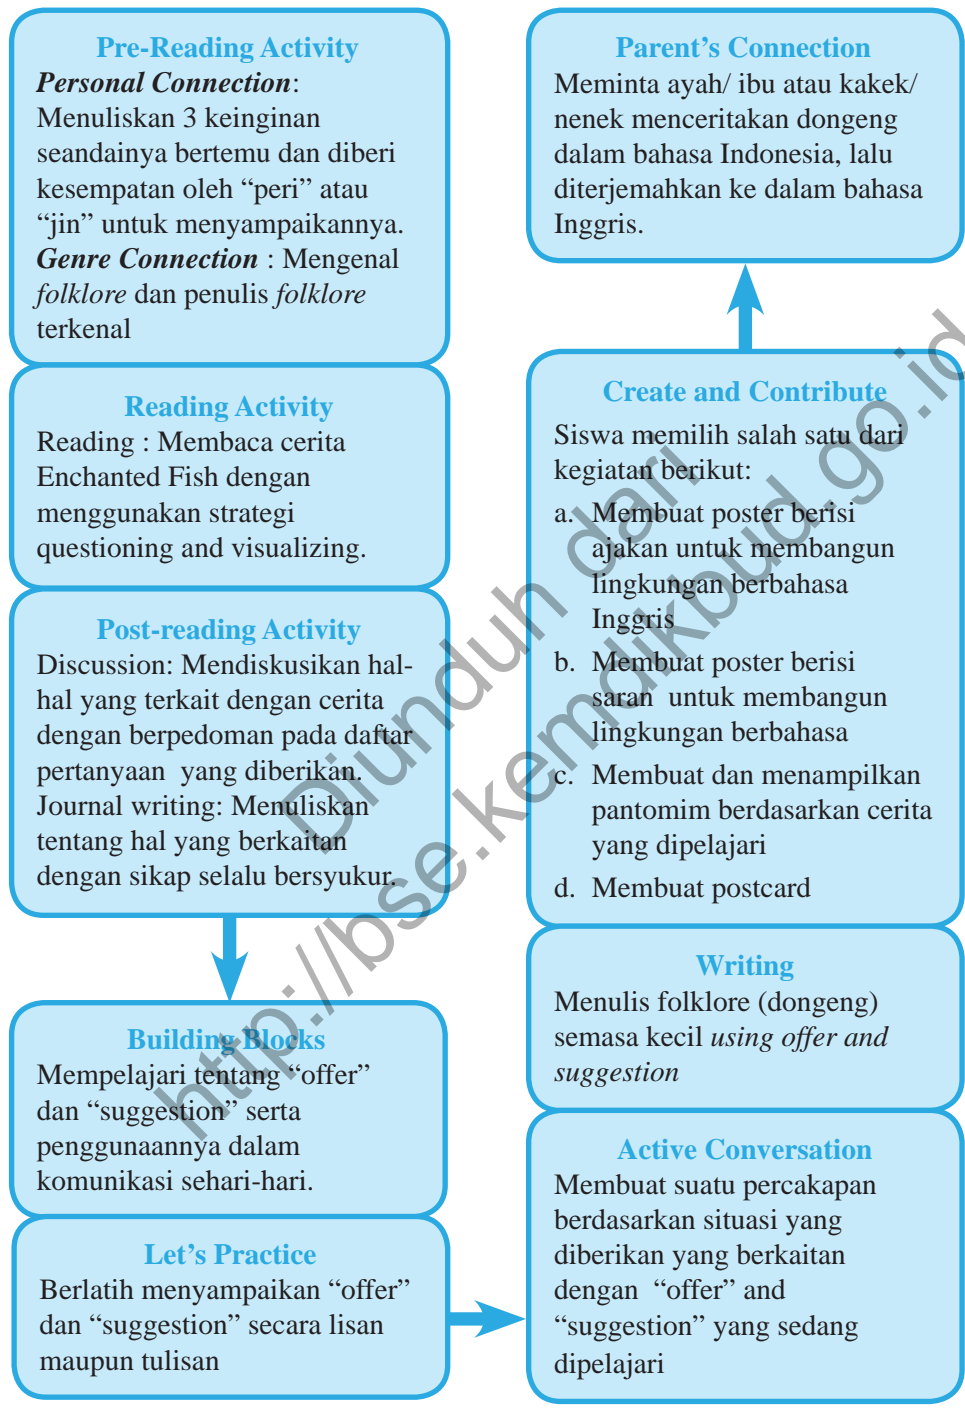 Pre-Reading Activity
Personal Connection:
Menuliskan 3 keinginan
seandainya bertemu dan diberi
kesempatan oleh “peri” atau
“jin” untuk menyampaikannya.
Genre Connection : Mengenal
folklore dan penulis folklore
terkenal
Reading Activity
Reading : Membaca cerita
Enchanted Fish dengan
menggunakan strategi
questioning and visualizing.
Post-reading Activity
Discussion: Mendiskusikan hal-
hal yang terkait dengan cerita
dengan berpedoman pada daftar
pertanyaan yang diberikan.
Journal writing: Menuliskan
tentang hal yang berkaitan
dengan sikap selalu bersyukur.
Building Blocks
Mempelajari tentang “offer”
dan “suggestion” serta
penggunaannya dalam
komunikasi sehari-hari.
Let’s Practice
Berlatih menyampaikan “offer”
dan “suggestion” secara lisan
maupun tulisan
Active Conversation
Membuat suatu percakapan
berdasarkan situasi yang
diberikan yang berkaitan
dengan “offer” and
“suggestion” yang sedang
dipelajari
Writing
Menulis folklore (dongeng)
semasa kecil using offer and
suggestion
Create and Contribute
Siswa memilih salah satu dari
kegiatan berikut:
a. Membuat poster berisi
ajakan untuk membangun
lingkungan berbahasa
Inggris
b. Membuat poster berisi
saran untuk membangun
lingkungan berbahasa
c. Membuat dan menampilkan
pantomim berdasarkan cerita
yang dipelajari
d. Membuat postcard
Parent’s Connection
Meminta ayah/ ibu atau kakek/
nenek menceritakan dongeng
dalam bahasa Indonesia, lalu
diterjemahkan ke dalam bahasa
Inggris.
Diunduh dari
http://bse.kemdikbud.go.id